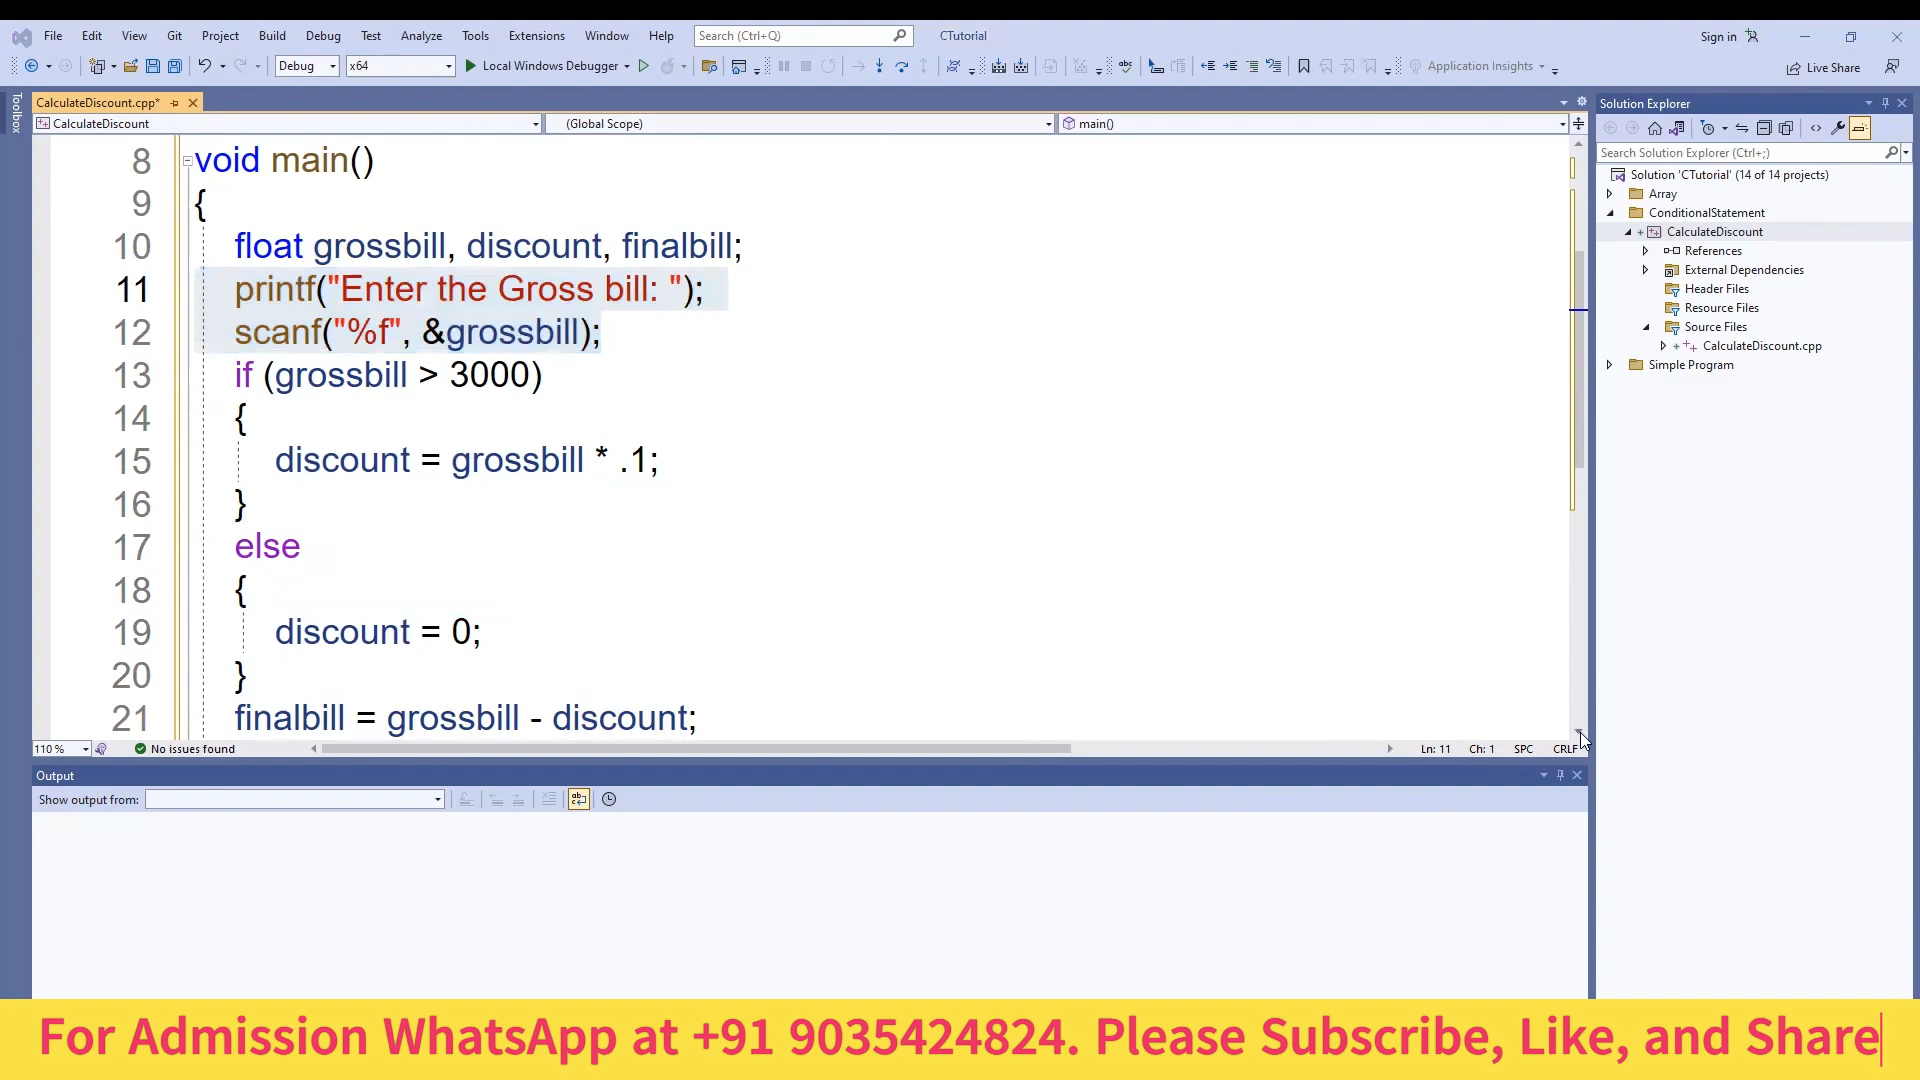 File Edit View Git Project Build Debug Test Analyze Tools Extensions Window Help Search (Ctrl+Q) CTutorial Sign in
Debug x64 Local Windows Debugger Application Insights Live Share
Toolbox
CalculateDiscount.cpp*
CalculateDiscount (Global Scope) main()
8 void main()
9 {
10 float grossbill, discount, finalbill;
11 printf("Enter the Gross bill: ");
12 scanf("%f", &grossbill);
13 if (grossbill > 3000)
14 {
15 discount = grossbill * .1;
16 }
17 else
18 {
19 discount = 0;
20 }
21 finalbill = grossbill - discount;
110 % No issues found Ln: 11 Ch: 1 SPC CRLF
Output
Show output from:
Solution Explorer
Search Solution Explorer (Ctrl+;)
Solution 'CTutorial' (14 of 14 projects)
Array
ConditionalStatement
CalculateDiscount
References
External Dependencies
Header Files
Resource Files
Source Files
CalculateDiscount.cpp
Simple Program
For Admission WhatsApp at +91 9035424824. Please Subscribe, Like, and Share